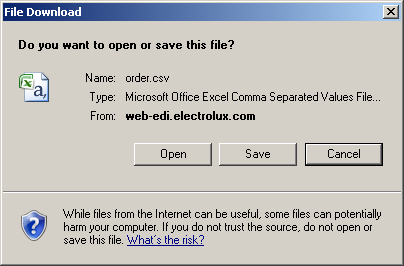 File Download
Do you want to open or save this file?
Name: order.csv
Type: Microsoft Office Excel Comma Separated Values File...
From: web-edi.electrolux.com
Open Save Cancel
While files from the Internet can be useful, some files can potentially
harm your computer. If you do not trust the source, do not open or
save this file. What's the risk?